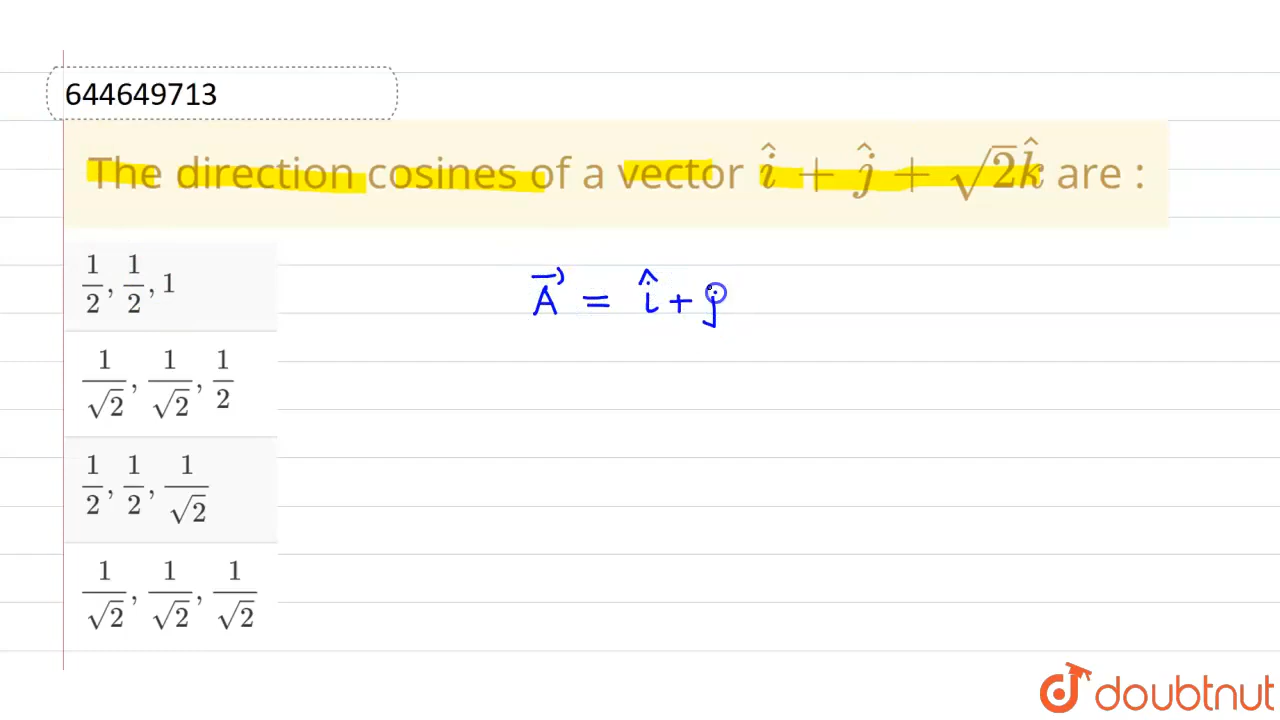 644649713
The direction cosines of a vector î + ĵ + √2k̂ are :
1/2, 1/2, 1
1/√2, 1/√2, 1/2
1/2, 1/2, 1/√2
1/√2, 1/√2, 1/√2
A⃗ = î + j
doubtnut